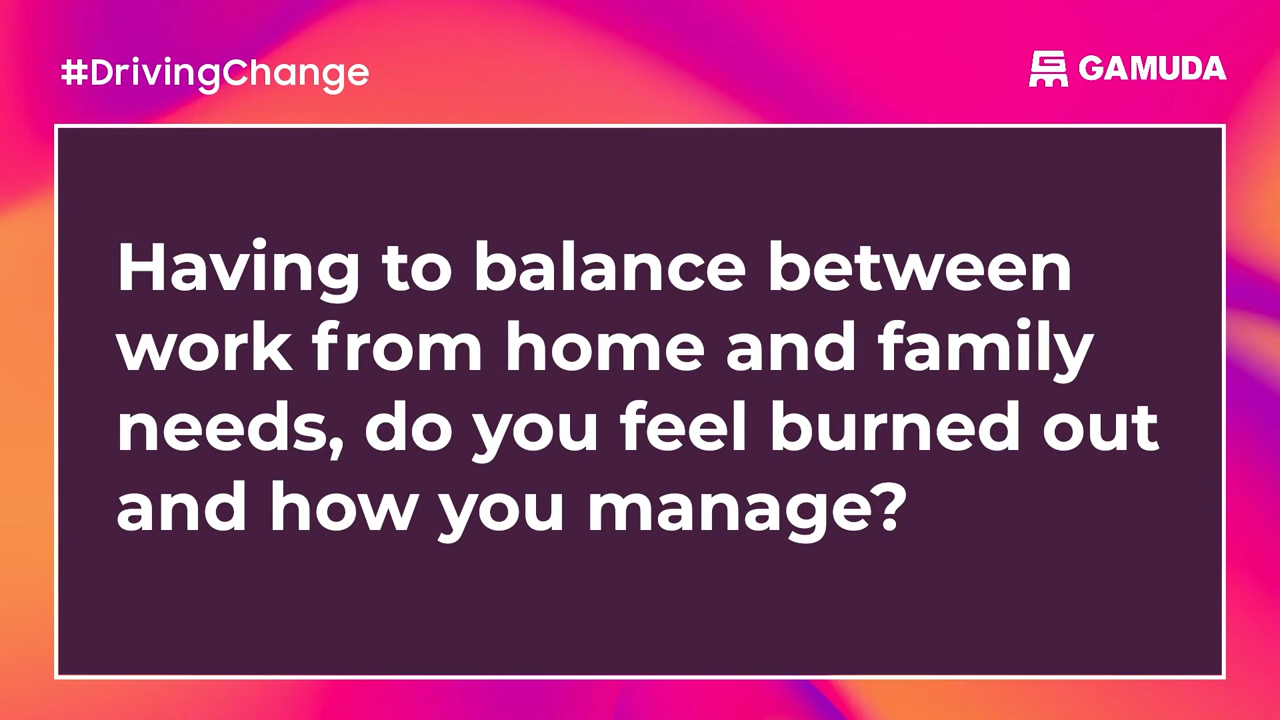 #DrivingChange
GAMUDA
Having to balance between
work from home and family
needs, do you feel burned out
and how you manage?